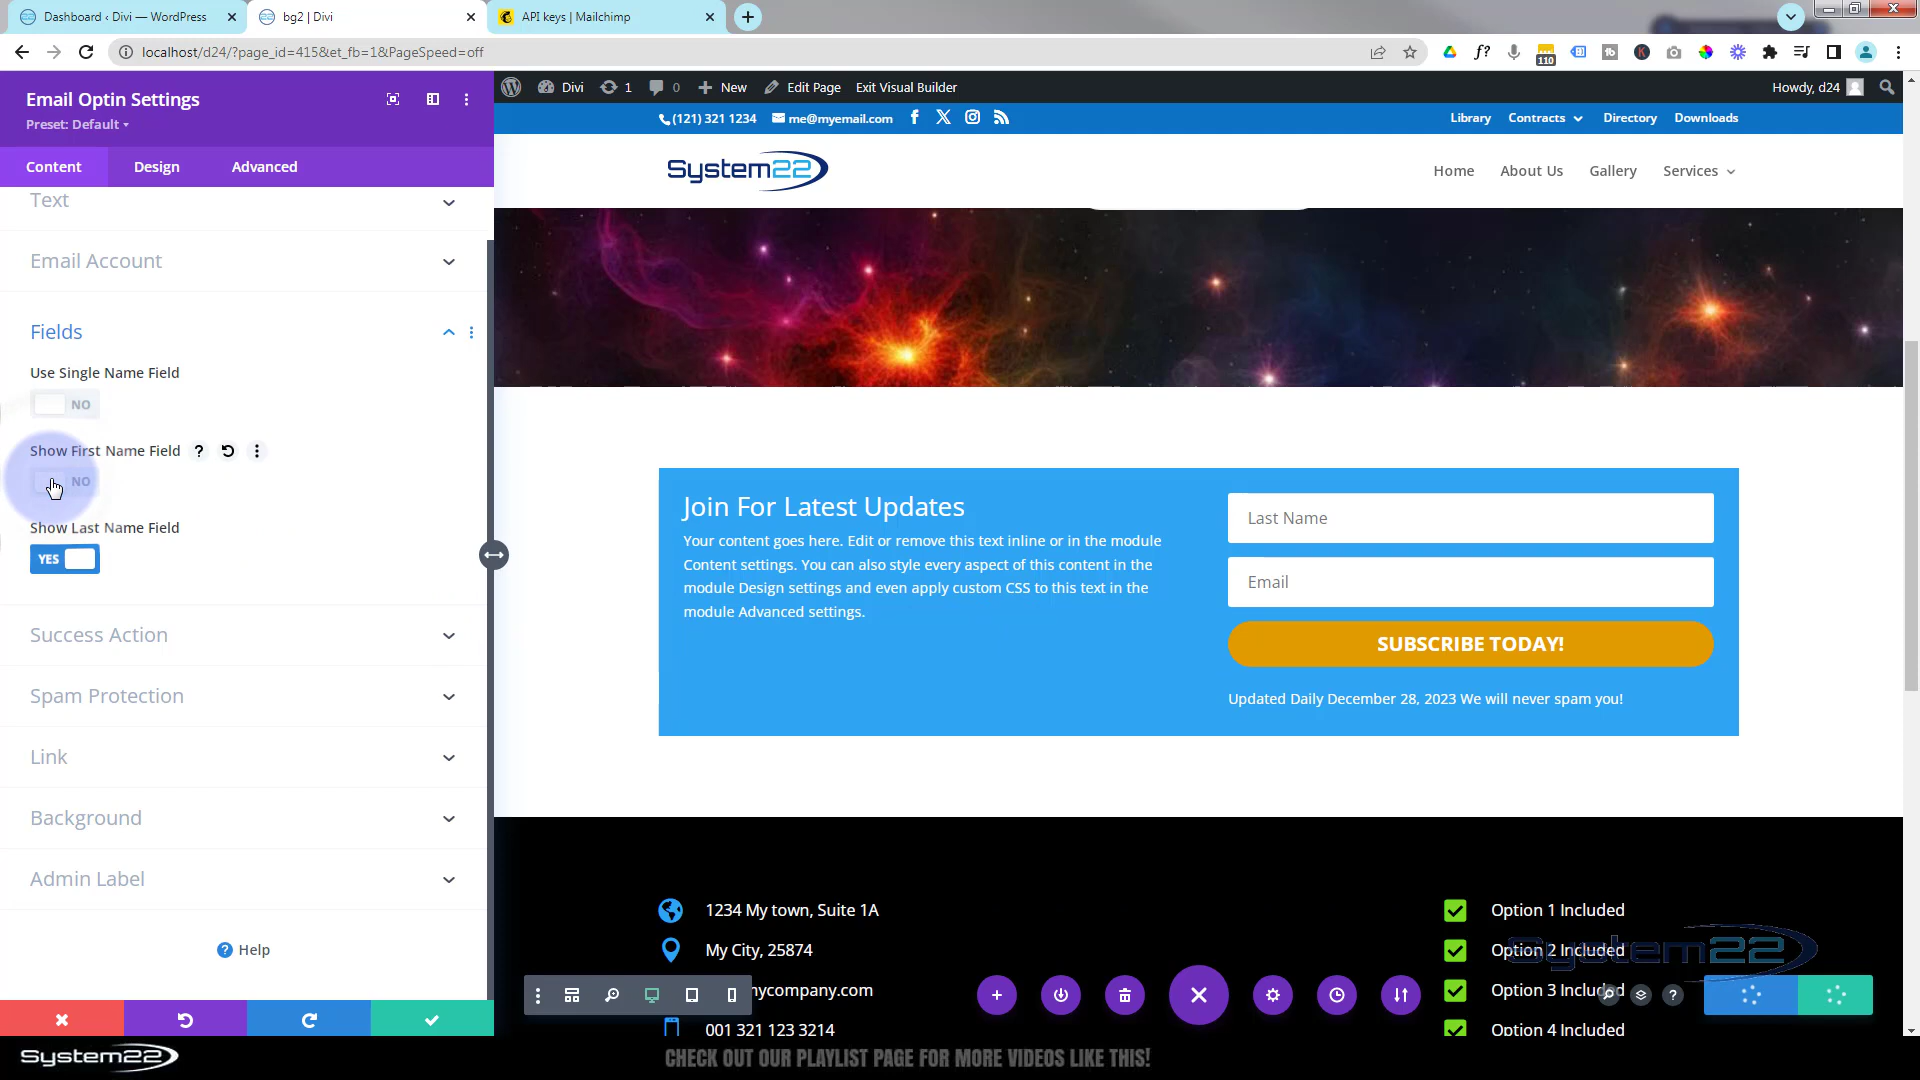 Dashboard ‹ Divi — WordPress
bg2 | Divi
API keys | Mailchimp
localhost/d24/?page_id=415&et_fb=1&PageSpeed=off
110
Email Optin Settings
Preset: Default
Content
Design
Advanced
Text
Email Account
Fields
Use Single Name Field
NO
Show First Name Field
NO
Show Last Name Field
YES
Success Action
Spam Protection
Link
Background
Admin Label
Help
Divi
1
0
New
Edit Page
Exit Visual Builder
Howdy, d24
(121) 321 1234
me@myemail.com
Library
Contracts
Directory
Downloads
System22
Home
About Us
Gallery
Services
Join For Latest Updates
Your content goes here. Edit or remove this text inline or in the module
Content settings. You can also style every aspect of this content in the
module Design settings and even apply custom CSS to this text in the
module Advanced settings.
Last Name
Email
SUBSCRIBE TODAY!
Updated Daily December 28, 2023 We will never spam you!
1234 My town, Suite 1A
My City, 25874
nycompany.com
001 321 123 3214
Option 1 Included
Option 2 Included
Option 3 Included
Option 4 Included
System22
System22
CHECK OUT OUR PLAYLIST PAGE FOR MORE VIDEOS LIKE THIS!